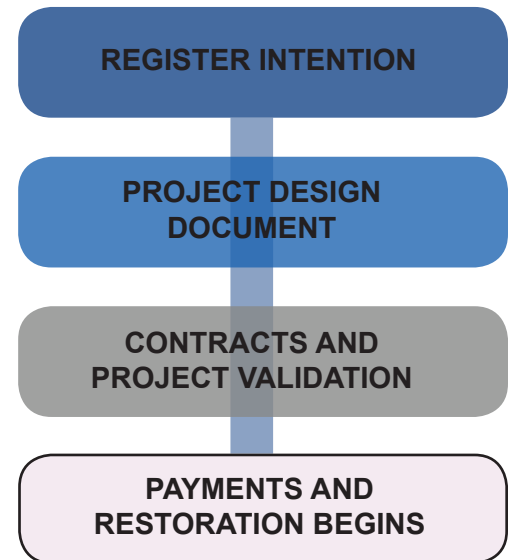 REGISTER INTENTION
PROJECT DESIGN
DOCUMENT
CONTRACTS AND
PROJECT VALIDATION
PAYMENTS AND
RESTORATION BEGINS